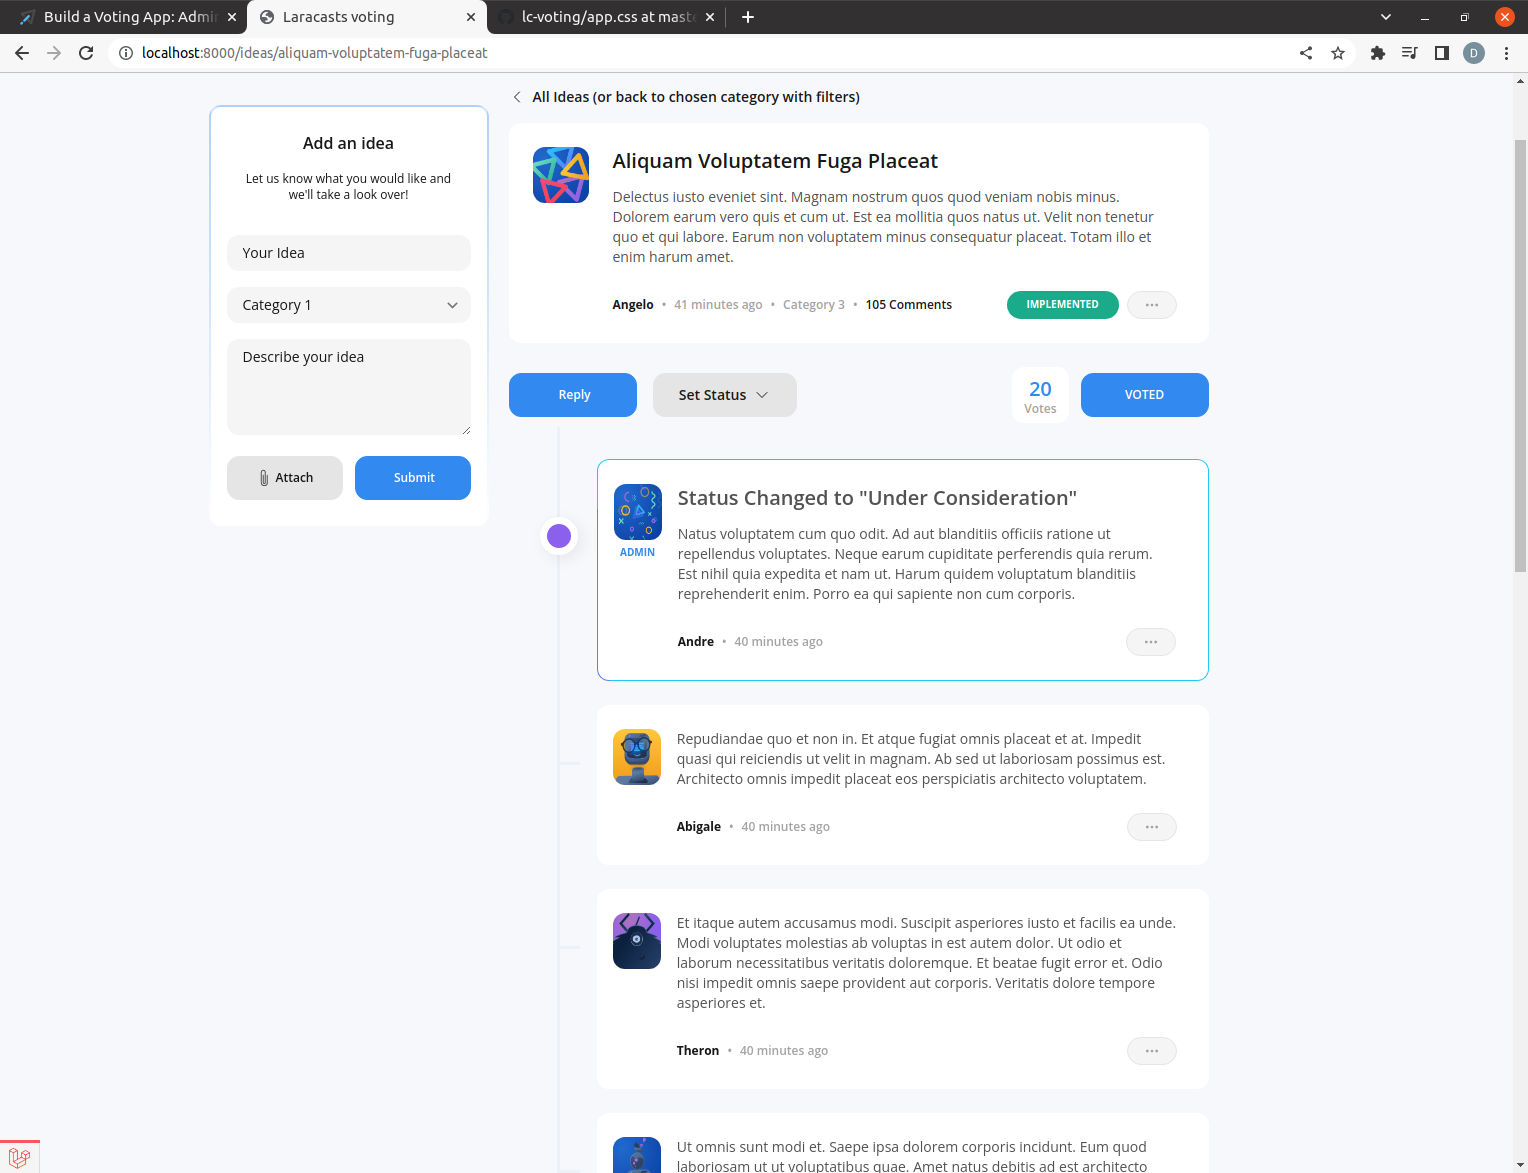 Build a Voting App: Admi
Laracasts voting
lc-voting/app.css at mast
localhost:8000/ideas/aliquam-voluptatem-fuga-placeat
D
All Ideas (or back to chosen category with filters)
Add an idea
Let us know what you would like and
we'll take a look over!
Your Idea
Category 1
Describe your idea
Attach
Submit
Aliquam Voluptatem Fuga Placeat
Delectus iusto eveniet sint. Magnam nostrum quos quod veniam nobis minus.
Dolorem earum vero quis et cum ut. Est ea mollitia quos natus ut. Velit non tenetur
quo et qui labore. Earum non voluptatem minus consequatur placeat. Totam illo et
enim harum amet.
Angelo • 41 minutes ago • Category 3 • 105 Comments
IMPLEMENTED
Reply
Set Status
20
Votes
VOTED
Status Changed to "Under Consideration"
ADMIN
Natus voluptatem cum quo odit. Ad aut blanditiis officiis ratione ut
repellendus voluptates. Neque earum cupiditate perferendis quia rerum.
Est nihil quia expedita et nam ut. Harum quidem voluptatum blanditiis
reprehenderit enim. Porro ea qui sapiente non cum corporis.
Andre • 40 minutes ago
Repudiandae quo et non in. Et atque fugiat omnis placeat et at. Impedit
quasi qui reiciendis ut velit in magnam. Ab sed ut laboriosam possimus est.
Architecto omnis impedit placeat eos perspiciatis architecto voluptatem.
Abigale • 40 minutes ago
Et itaque autem accusamus modi. Suscipit asperiores iusto et facilis ea unde.
Modi voluptates molestias ab voluptas in est autem dolor. Ut odio et
laborum necessitatibus veritatis doloremque. Et beatae fugit error et. Odio
nisi impedit omnis saepe provident aut corporis. Veritatis dolore tempore
asperiores et.
Theron • 40 minutes ago
Ut omnis sunt modi et. Saepe ipsa dolorem corporis incidunt. Eum quod
laboriosam ut ut voluptatibus quae. Amet natus debitis ad est architecto